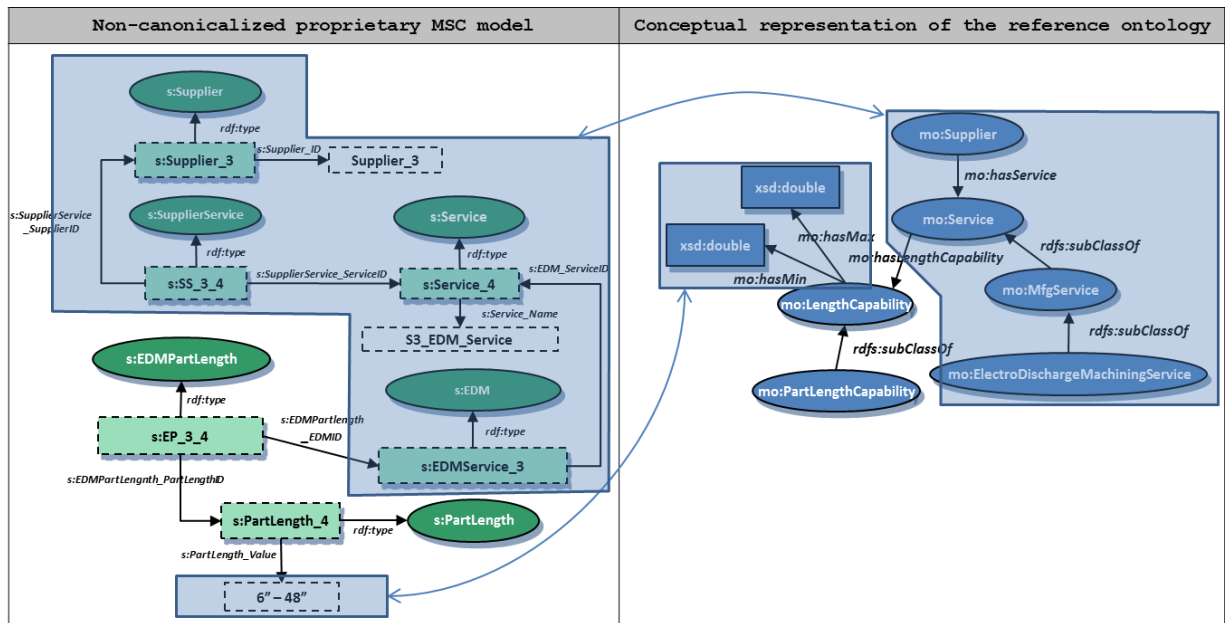 Non-canonicalized proprietary MSC model
Conceptual representation of the reference ontology
s:Supplier
rdf:type
s:Supplier_3
s:Supplier_ID
Supplier_3
s:SupplierService
_SupplierID
s:SupplierService
rdf:type
s:SS_3_4
s:SupplierService_ServiceID
s:Service
rdf:type
s:EDM_ServiceID
s:Service_4
s:Service_Name
S3_EDM_Service
s:EDMPartLength
rdf:type
s:EP_3_4
s:EDMPartLength
_EDMID
s:EDM
rdf:type
s:EDMService_3
s:EDMPartLengnth_PartLengthID
s:PartLength_4
rdf:type
s:PartLength
s:PartLength_Value
6” – 48”
mo:Supplier
mo:hasService
xsd:double
mo:Service
mo:hasMax
xsd:double
mo:hasLengthCapability
rdfs:subClassOf
mo:hasMin
mo:MfgService
mo:LengthCapability
rdfs:subClassOf
rdfs:subClassOf
mo:PartLengthCapability
mo:ElectroDischargeMachiningService